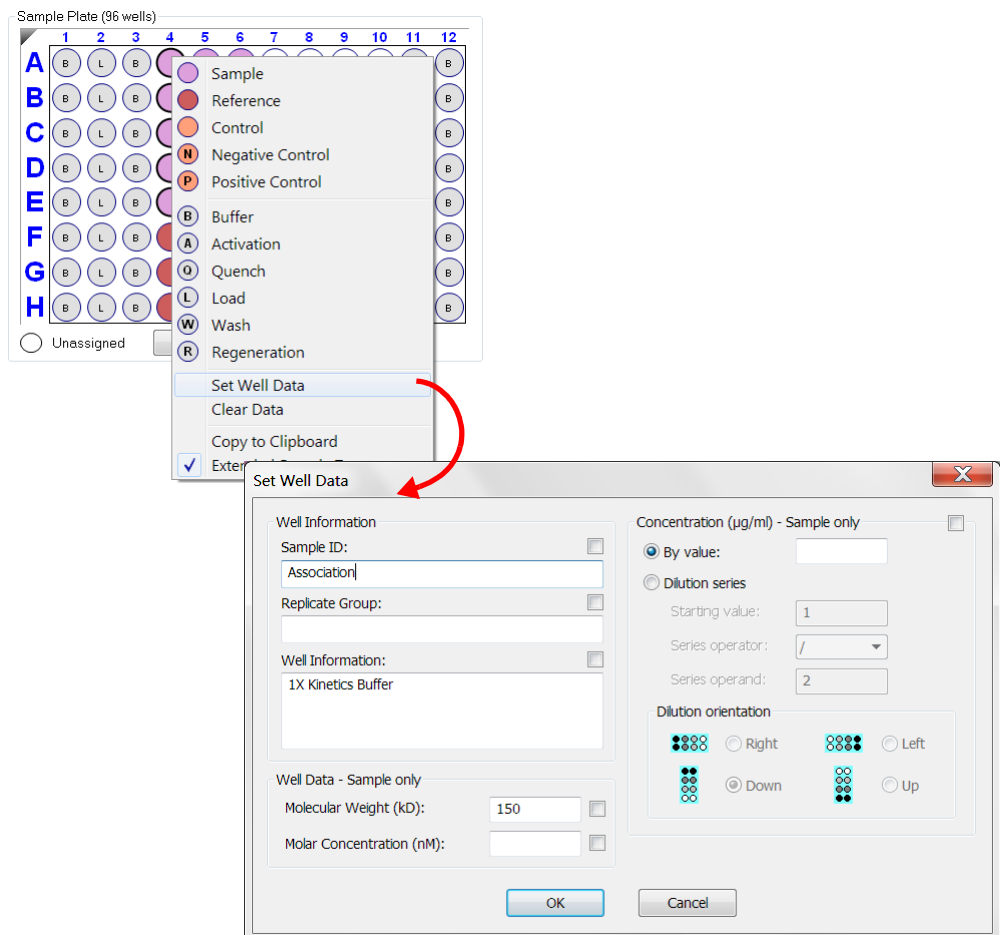 Sample Plate (96 wells)
1 2 3 4 5 6 7 8 9 10 11 12
A B L B B
B B L B B
C B L B B
D B L B B
E B L B B
F B L B B
G B L B B
H B L B B
Unassigned
Sample
Reference
Control
N Negative Control
P Positive Control
B Buffer
A Activation
Q Quench
L Load
W Wash
R Regeneration
Set Well Data
Clear Data
Copy to Clipboard
Set Well Data
Well Information
Sample ID:
Association
Replicate Group:
Well Information:
1X Kinetics Buffer
Well Data - Sample only
Molecular Weight (kD): 150
Molar Concentration (nM):
Concentration (µg/ml) - Sample only
By value:
Dilution series
Starting value: 1
Series operator: /
Series operand: 2
Dilution orientation
Right Left
Down Up
OK Cancel